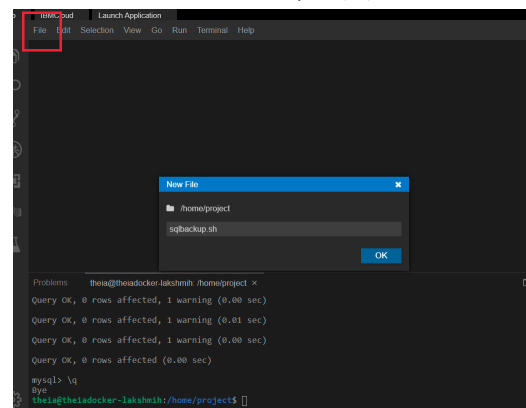 IBMCloud Launch Application
File Edit Selection View Go Run Terminal Help
New File ×
/home/project
sqlbackup.sh
OK
Problems theia@theiadocker-lakshmih: /home/project ×
Query OK, 0 rows affected, 1 warning (0.00 sec)
Query OK, 0 rows affected, 1 warning (0.01 sec)
Query OK, 0 rows affected, 1 warning (0.00 sec)
Query OK, 0 rows affected (0.00 sec)
mysql> \q
Bye
theia@theiadocker-lakshmih:/home/project$